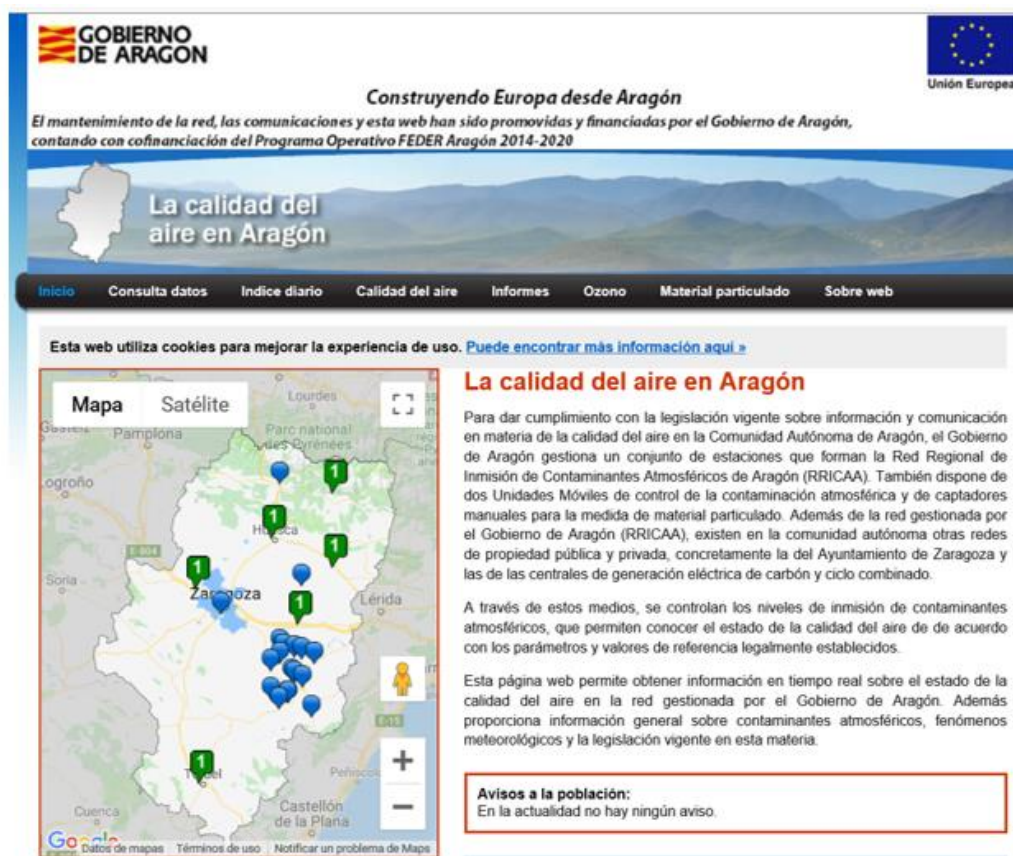 GOBIERNO
DE ARAGON
Unión Europea
Construyendo Europa desde Aragón
El mantenimiento de la red, las comunicaciones y esta web han sido promovidas y financiadas por el Gobierno de Aragón,
contando con cofinanciación del Programa Operativo FEDER Aragón 2014-2020
La calidad del
aire en Aragón
Inicio Consulta datos Indice diario Calidad del aire Informes Ozono Material particulado Sobre web
Esta web utiliza cookies para mejorar la experiencia de uso. Puede encontrar más información aquí »
Mapa Satélite
Lourdes
Pamplona
Parc national
des Pyrénées
Logroño
1
1
Huesca
1
E-804
1
Soria
Zaragoza
1
Lérida
E-15
1
Teruel
Cuenca
Castellón
de la Plana
Google
Datos de mapas Términos de uso Notificar un problema de Maps
La calidad del aire en Aragón
Para dar cumplimiento con la legislación vigente sobre información y comunicación
en materia de la calidad del aire en la Comunidad Autónoma de Aragón, el Gobierno
de Aragón gestiona un conjunto de estaciones que forman la Red Regional de
Inmisión de Contaminantes Atmosféricos de Aragón (RRICAA). También dispone de
dos Unidades Móviles de control de la contaminación atmosférica y de captadores
manuales para la medida de material particulado. Además de la red gestionada por
el Gobierno de Aragón (RRICAA), existen en la comunidad autónoma otras redes
de propiedad pública y privada, concretamente la del Ayuntamiento de Zaragoza y
las de las centrales de generación eléctrica de carbón y ciclo combinado.
A través de estos medios, se controlan los niveles de inmisión de contaminantes
atmosféricos, que permiten conocer el estado de la calidad del aire de de acuerdo
con los parámetros y valores de referencia legalmente establecidos.
Esta página web permite obtener información en tiempo real sobre el estado de la
calidad del aire en la red gestionada por el Gobierno de Aragón. Además
proporciona información general sobre contaminantes atmosféricos, fenómenos
meteorológicos y la legislación vigente en esta materia.
Avisos a la población:
En la actualidad no hay ningún aviso.